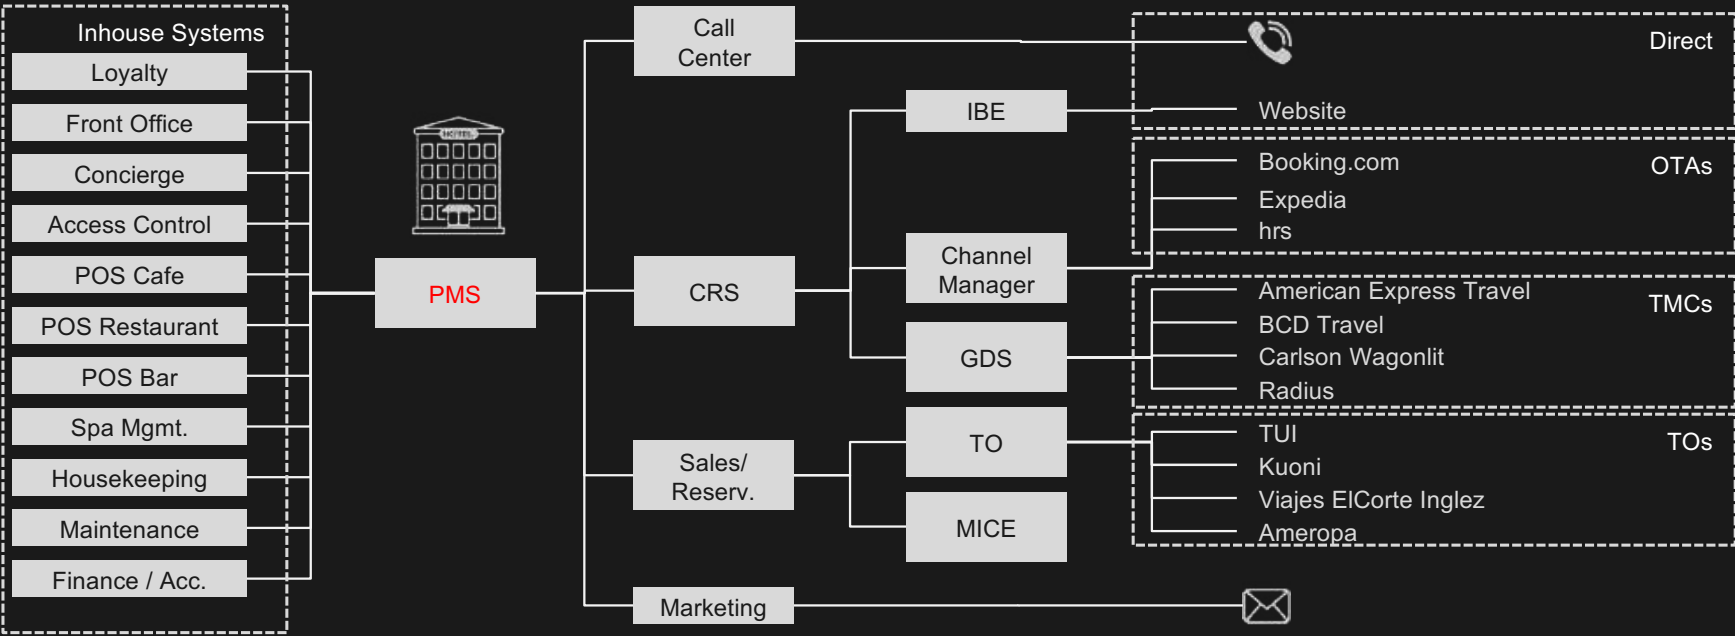 Inhouse Systems
Loyalty
Front Office
Concierge
Access Control
POS Cafe
POS Restaurant
POS Bar
Spa Mgmt.
Housekeeping
Maintenance
Finance / Acc.
HOTEL
PMS
Call
Center
CRS
Sales/
Reserv.
Marketing
IBE
Channel
Manager
GDS
TO
MICE
Direct
Website
OTAs
Booking.com
Expedia
hrs
TMCs
American Express Travel
BCD Travel
Carlson Wagonlit
Radius
TOs
TUI
Kuoni
Viajes ElCorte Inglez
Ameropa